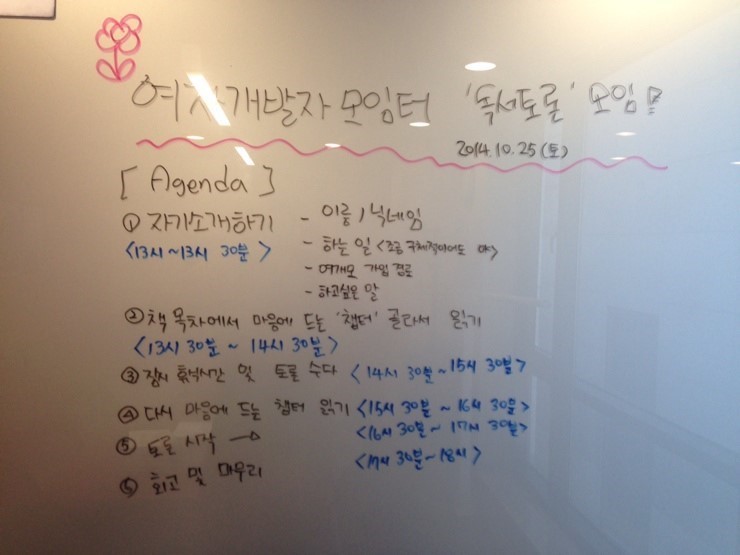 여자개발자모임터 '독서토론' 모임!
2014.10.25(토)
[ Agenda ]
① 자기소개하기 - 이름 / 닉네임
<13시~13시 30분> - 하는 일 <조금 구체적이어도 야>
- 여개모 가입 경로
- 하고싶은 말
② 책 목차에서 마음에 드는 '챕터' 골라서 읽기
<13시 30분 ~ 14시 30분>
③ 잠시 휴식시간 및 토론 수다 <14시 30분~15시 30분>
④ 다시 마음에 드는 챕터 읽기 <15시 30분 ~ 16시 30분>
⑤ 토론 시작 → <16시 30분~ 17시 30분>
⑥ 회고 및 마무리 <17시 30분~18시>